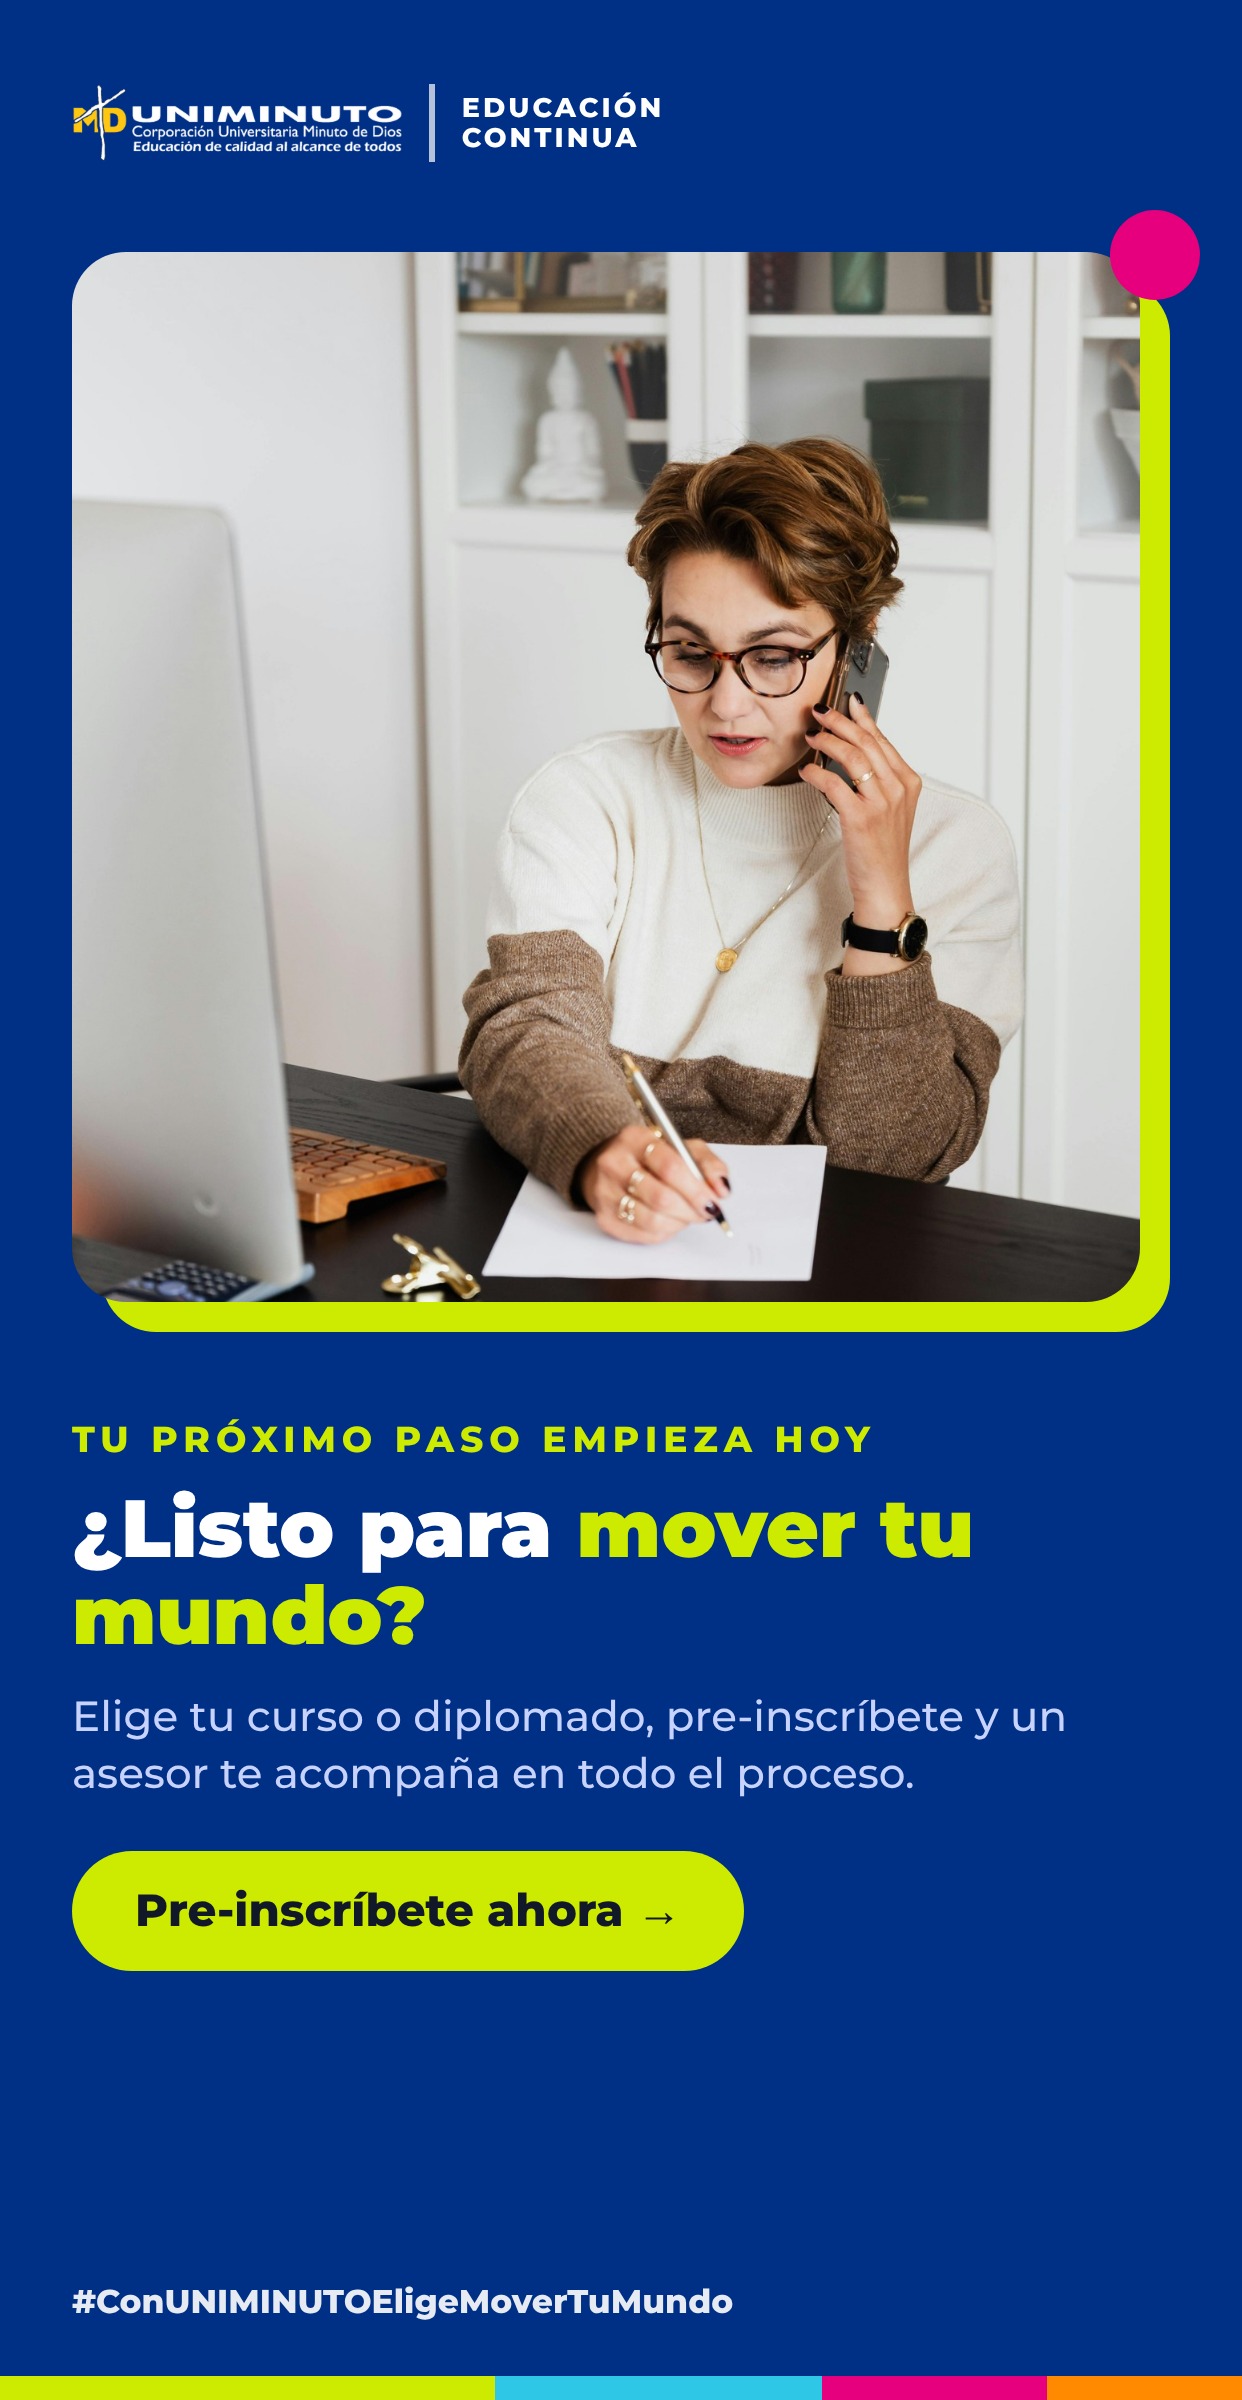 MD UNIMINUTO
Corporación Universitaria Minuto de Dios
Educación de calidad al alcance de todos
EDUCACIÓN
CONTINUA
TU PRÓXIMO PASO EMPIEZA HOY
¿Listo para mover tu
mundo?
Elige tu curso o diplomado, pre-inscríbete y un
asesor te acompaña en todo el proceso.
Pre-inscríbete ahora →
#ConUNIMINUTOEligeMoverTuMundo